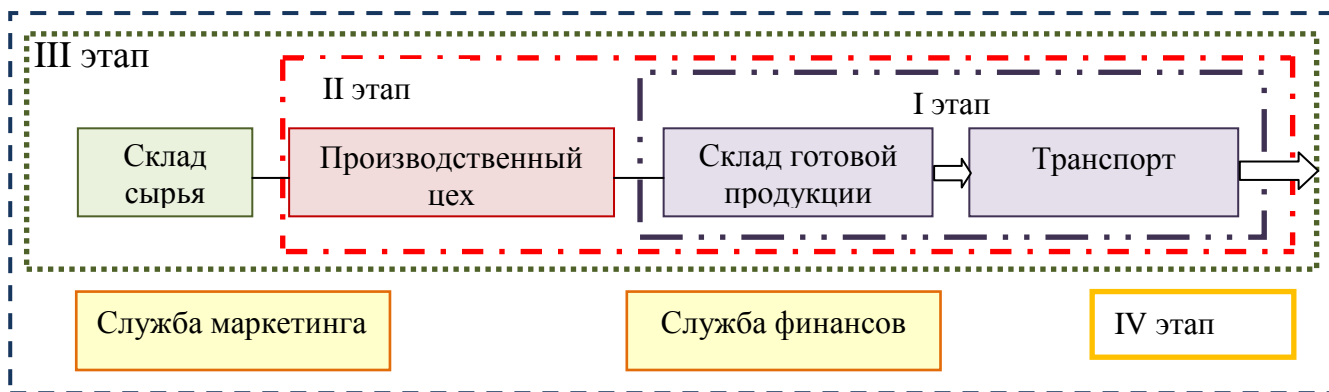 III этап
II этап
I этап
Склад
сырья
Производственный
цех
Склад готовой
продукции
Транспорт
Служба маркетинга
Служба финансов
IV этап